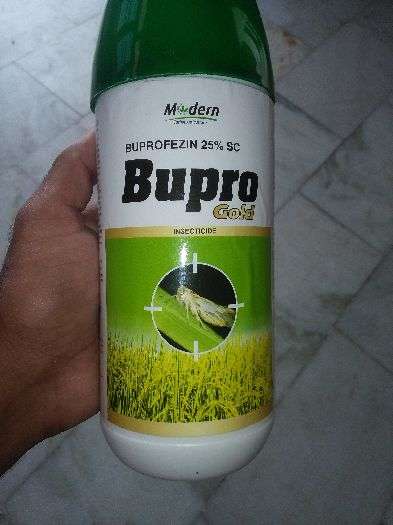 Modern
BUPROFEZIN 25% SC
Bupro
Gold
INSECTICIDE